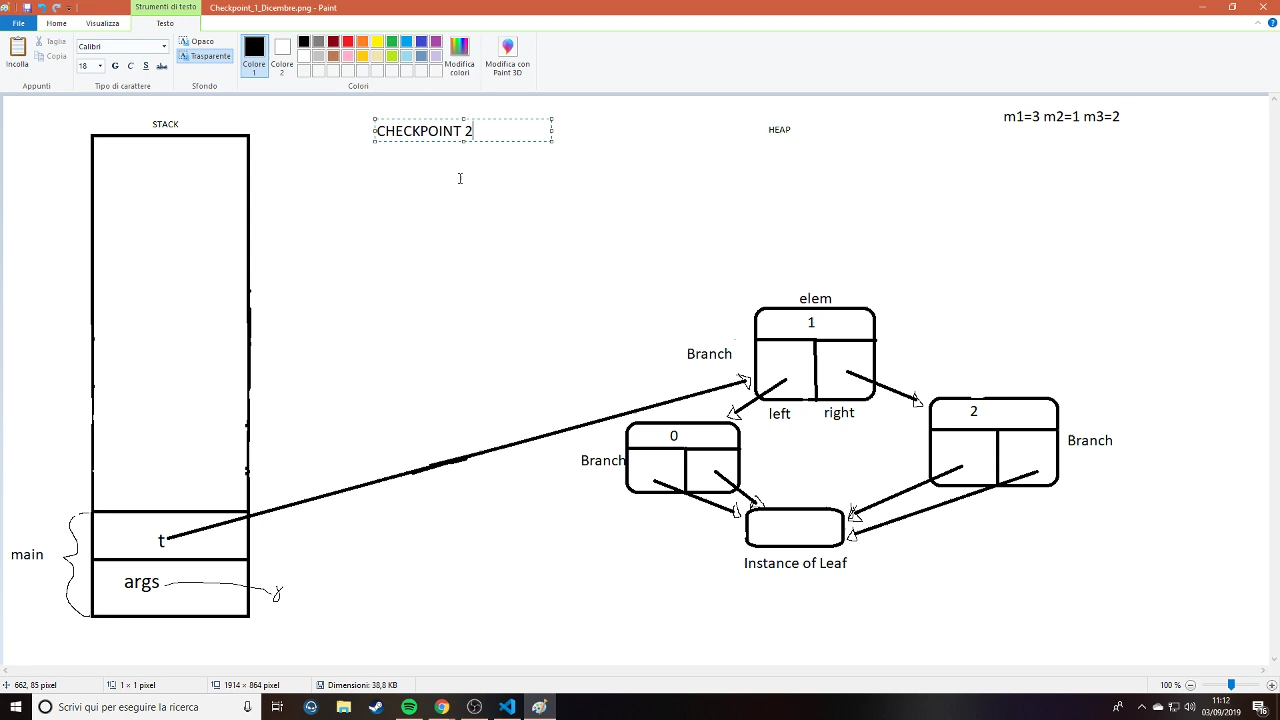 Strumenti di testo
Checkpoint_1_Dicembre.png - Paint
File Home Visualizza Testo
Incolla
Taglia
Copia
Appunti
Calibri
18 G C S abc
Tipo di carattere
Opaco
Trasparente
Sfondo
Colore 1
Colore 2
Modifica colori
Modifica con Paint 3D
Colori
STACK
CHECKPOINT 2
HEAP
m1=3 m2=1 m3=2
elem
1
Branch
left right
0
Branch
2
Branch
Instance of Leaf
main
t
args
662, 85 pixel
1 × 1 pixel
1914 × 864 pixel
Dimensioni: 38,8 KB
100 %
Scrivi qui per eseguire la ricerca
11:12
03/09/2019